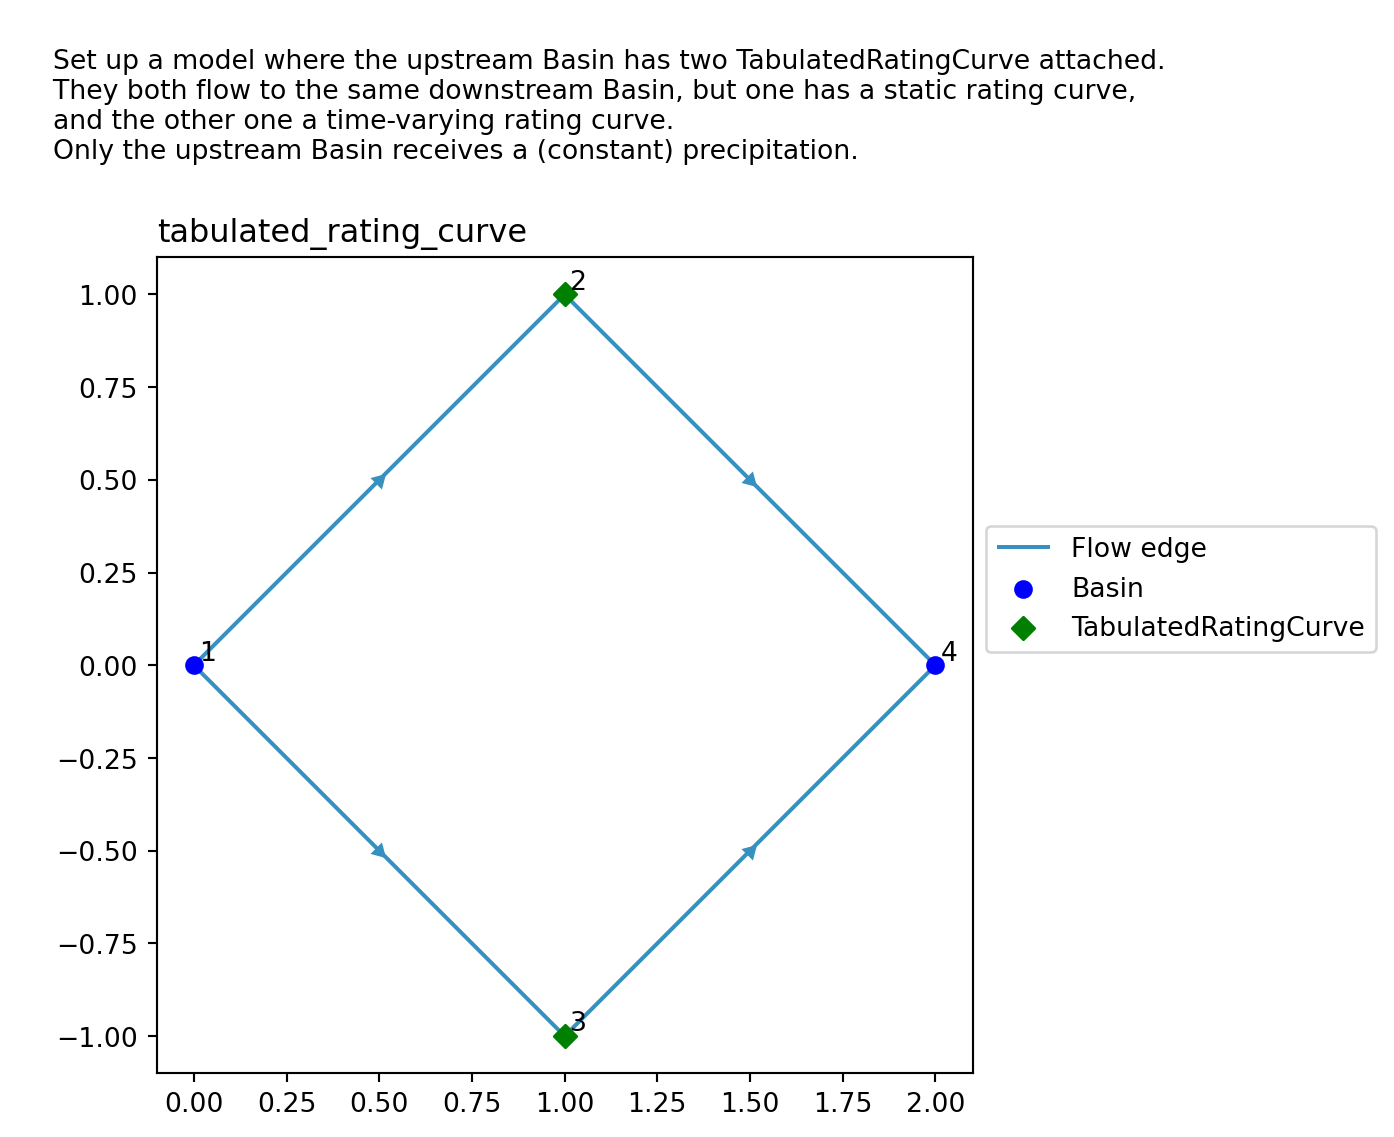 Set up a model where the upstream Basin has two TabulatedRatingCurve attached.
They both flow to the same downstream Basin, but one has a static rating curve,
and the other one a time-varying rating curve.
Only the upstream Basin receives a (constant) precipitation.
tabulated_rating_curve
2
1.00
0.75
0.50
0.25
0.00
−0.25
−0.50
−0.75
−1.00
1
4
3
Flow edge
Basin
TabulatedRatingCurve
0.00 0.25 0.50 0.75 1.00 1.25 1.50 1.75 2.00